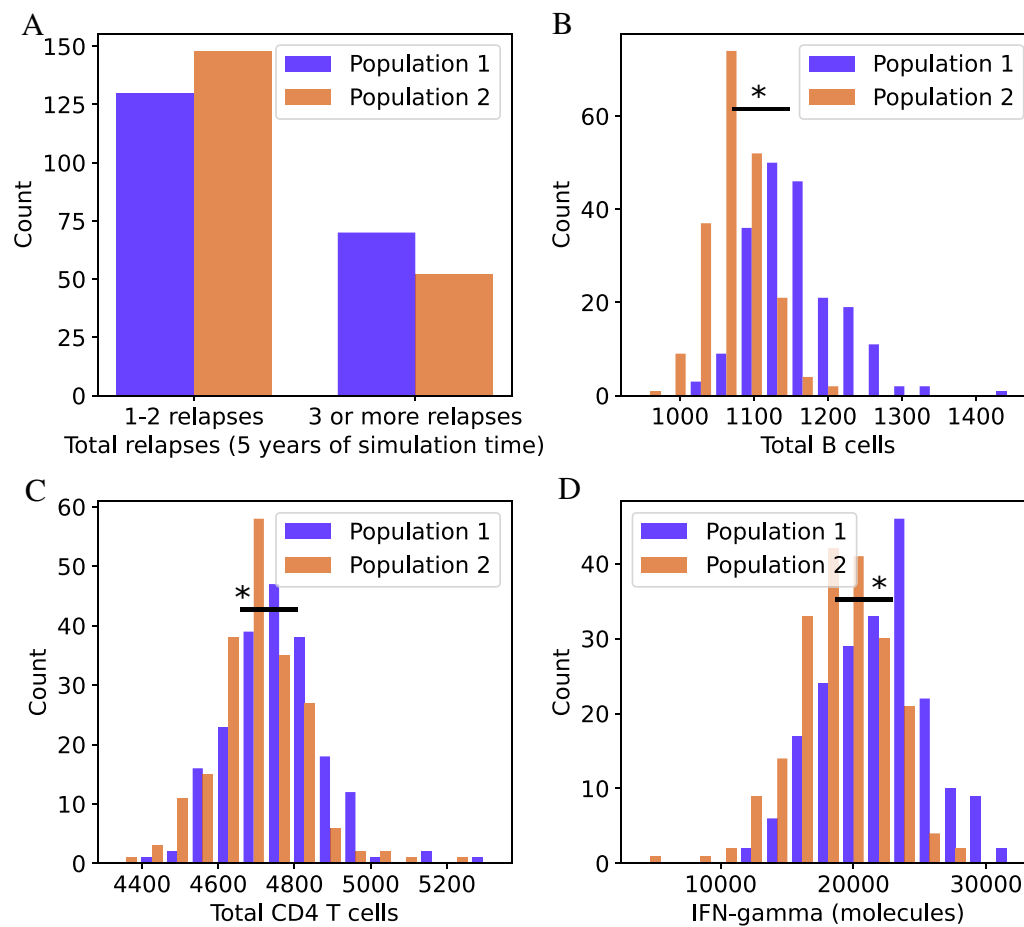 A
150
125
100
75
50
25
0
Count
Population 1
Population 2
1-2 relapses
3 or more relapses
Total relapses (5 years of simulation time)
B
60
40
20
0
Count
Population 1
Population 2
*
1000
1100
1200
1300
1400
Total B cells
C
60
50
40
30
20
10
0
Count
Population 1
Population 2
*
4400
4600
4800
5000
5200
Total CD4 T cells
D
40
30
20
10
0
Count
Population 1
Population 2
*
10000
20000
30000
IFN-gamma (molecules)